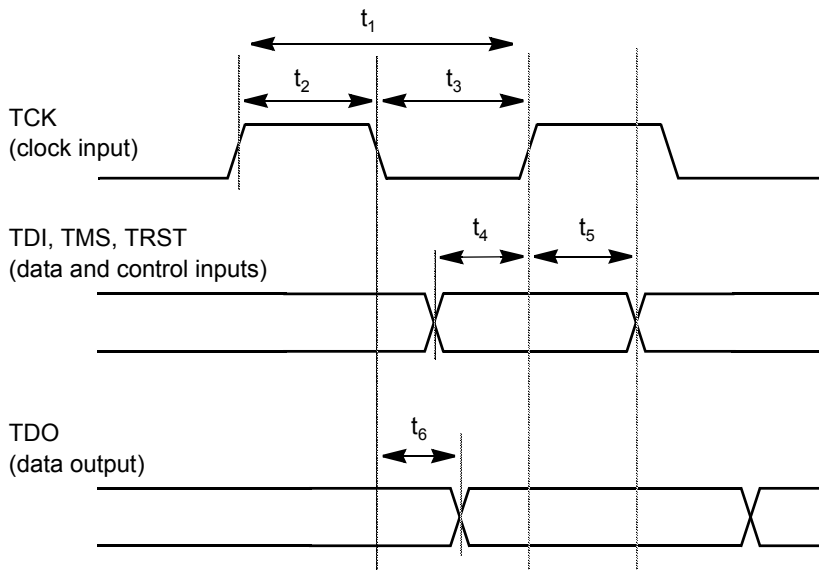 t₁
t₂ t₃
TCK
(clock input)
TDI, TMS, TRST
(data and control inputs)
t₄ t₅
TDO
(data output)
t₆